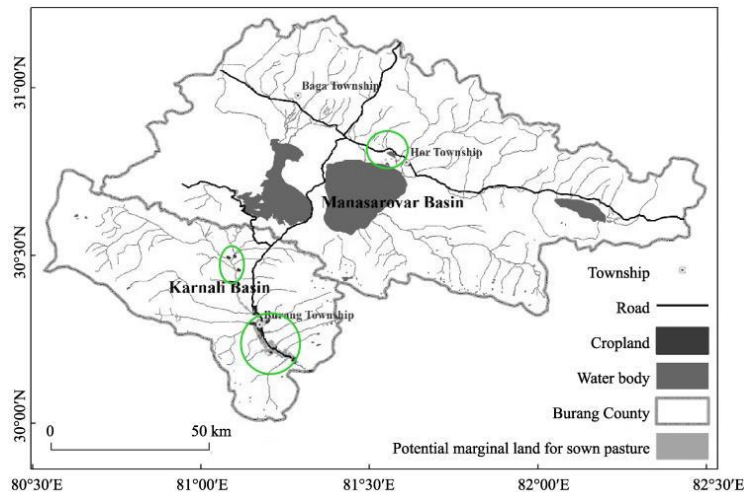 31°00′N
Baga Township
Hor Township
Manasarovar Basin
30°30′N
Township
Karnali Basin
Road
Burang Township
Cropland
Water body
30°00′N
Burang County
0 50 km
Potential marginal land for sown pasture
80°30′E 81°00′E 81°30′E 82°00′E 82°30′E